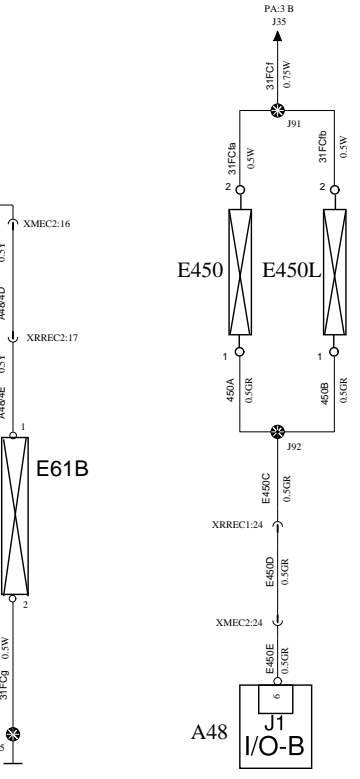 PA:3 B
J35
31FCf
0.75W
J91
31FCfa
0.5W
31FCfb
0.5W
2
2
E450
E450L
1
1
450A
0.5GR
450B
0.5GR
J92
E450C
0.5GR
XRREC1:24
E450D
0.5GR
XMEC2:24
E450E
0.5GR
6
J1
I/O-B
A48
XMEC2:16
A48/4D
0.5Y
XRREC2:17
A48/4E
0.5Y
1
E61B
2
31FCg
0.5W
5